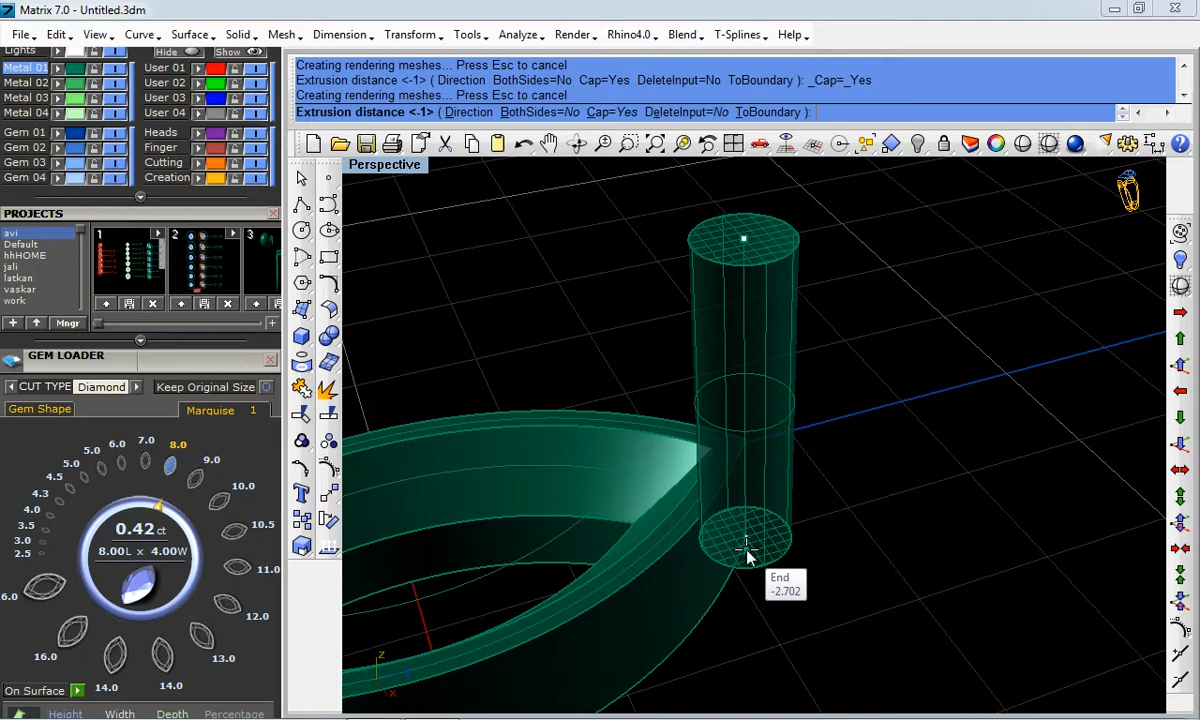 Matrix 7.0 - Untitled.3dm
File Edit View Curve Surface Solid Mesh Dimension Transform Tools Analyze Render Rhino4.0 Blend T-Splines Help
Lights Hide Show
Metal 01 User 01
Metal 02 User 02
Metal 03 User 03
Metal 04 User 04
Gem 01 Heads
Gem 02 Finger
Gem 03 Cutting
Gem 04 Creation
Creating rendering meshes... Press Esc to cancel
Extrusion distance <-1> ( Direction BothSides=No Cap=Yes DeleteInput=No ToBoundary ): _Cap=_Yes
Creating rendering meshes... Press Esc to cancel
Extrusion distance <-1> ( Direction BothSides=No Cap=Yes DeleteInput=No ToBoundary ):
Perspective
PROJECTS
avi
Default
hhHOME
jali
latkan
vaskar
work
1 2 3
Mngr
GEM LOADER
CUT TYPE Diamond Keep Original Size
Gem Shape Marquise 1
8.0
7.0
6.0
5.0
5.0
4.5
4.3
4.0
3.5
3.0
2.5
9.0
10.0
10.5
11.0
12.0
13.0
14.0
14.0
16.0
6.0
0.42 ct
8.00L x 4.00W
On Surface
Height Width Depth Percentage
End
-2.702
z
x